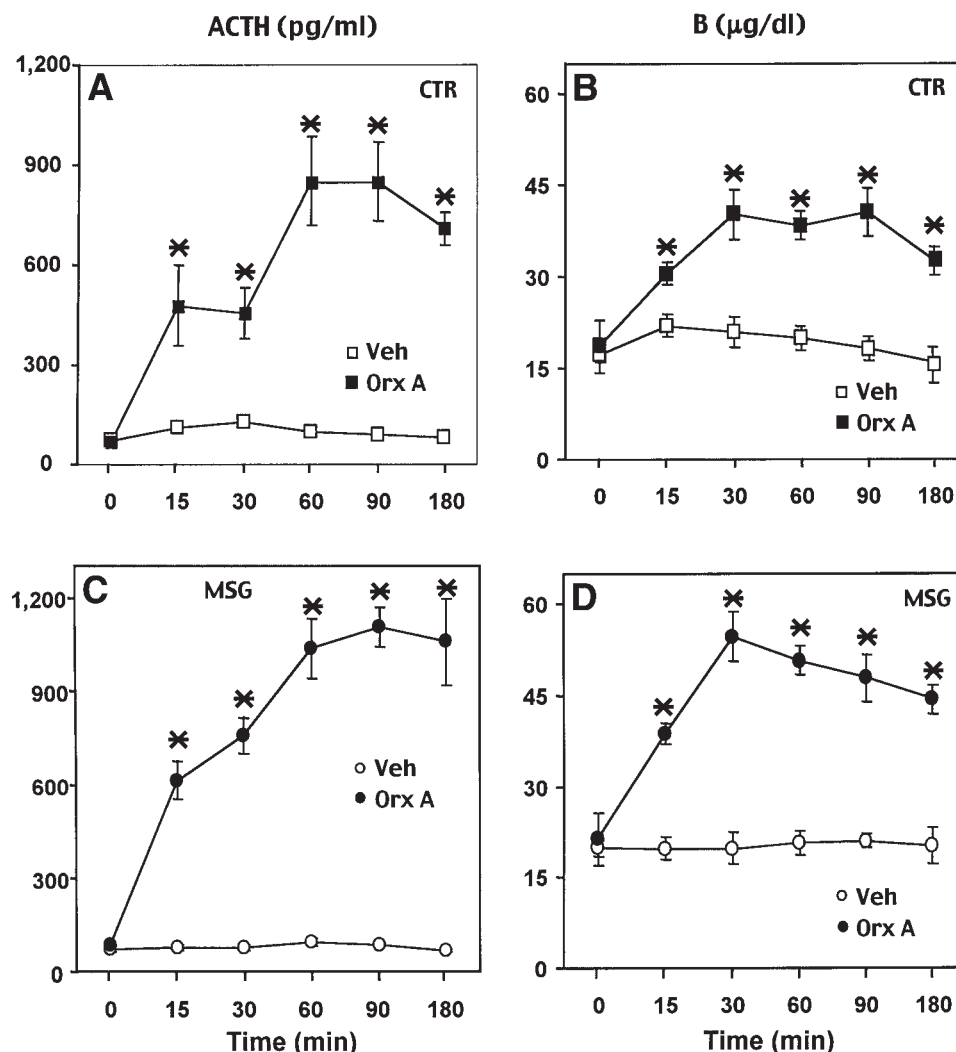 ACTH (pg/ml)
B (µg/dl)
A
CTR
1,200
900
600
300
0
Veh
Orx A
0 15 30 60 90 180
B
CTR
60
45
30
15
0
Veh
Orx A
0 15 30 60 90 180
C
MSG
1,200
900
600
300
0
Veh
Orx A
0 15 30 60 90 180
Time (min)
D
MSG
60
45
30
15
0
Veh
Orx A
0 15 30 60 90 180
Time (min)